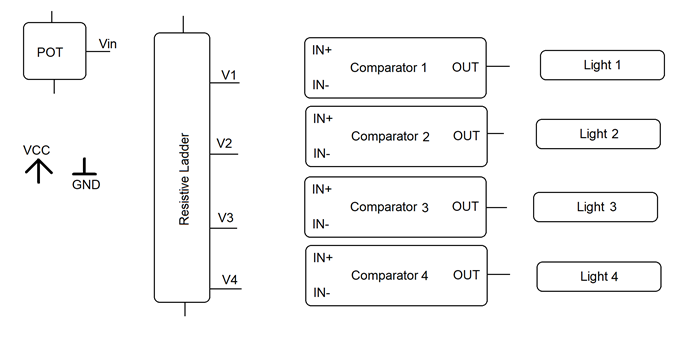 POT
Vin
VCC
GND
Resistive Ladder
V1
V2
V3
V4
IN+
Comparator 1 OUT
IN-
Light 1
IN+
Comparator 2 OUT
IN-
Light 2
IN+
Comparator 3 OUT
IN-
Light 3
IN+
Comparator 4 OUT
IN-
Light 4